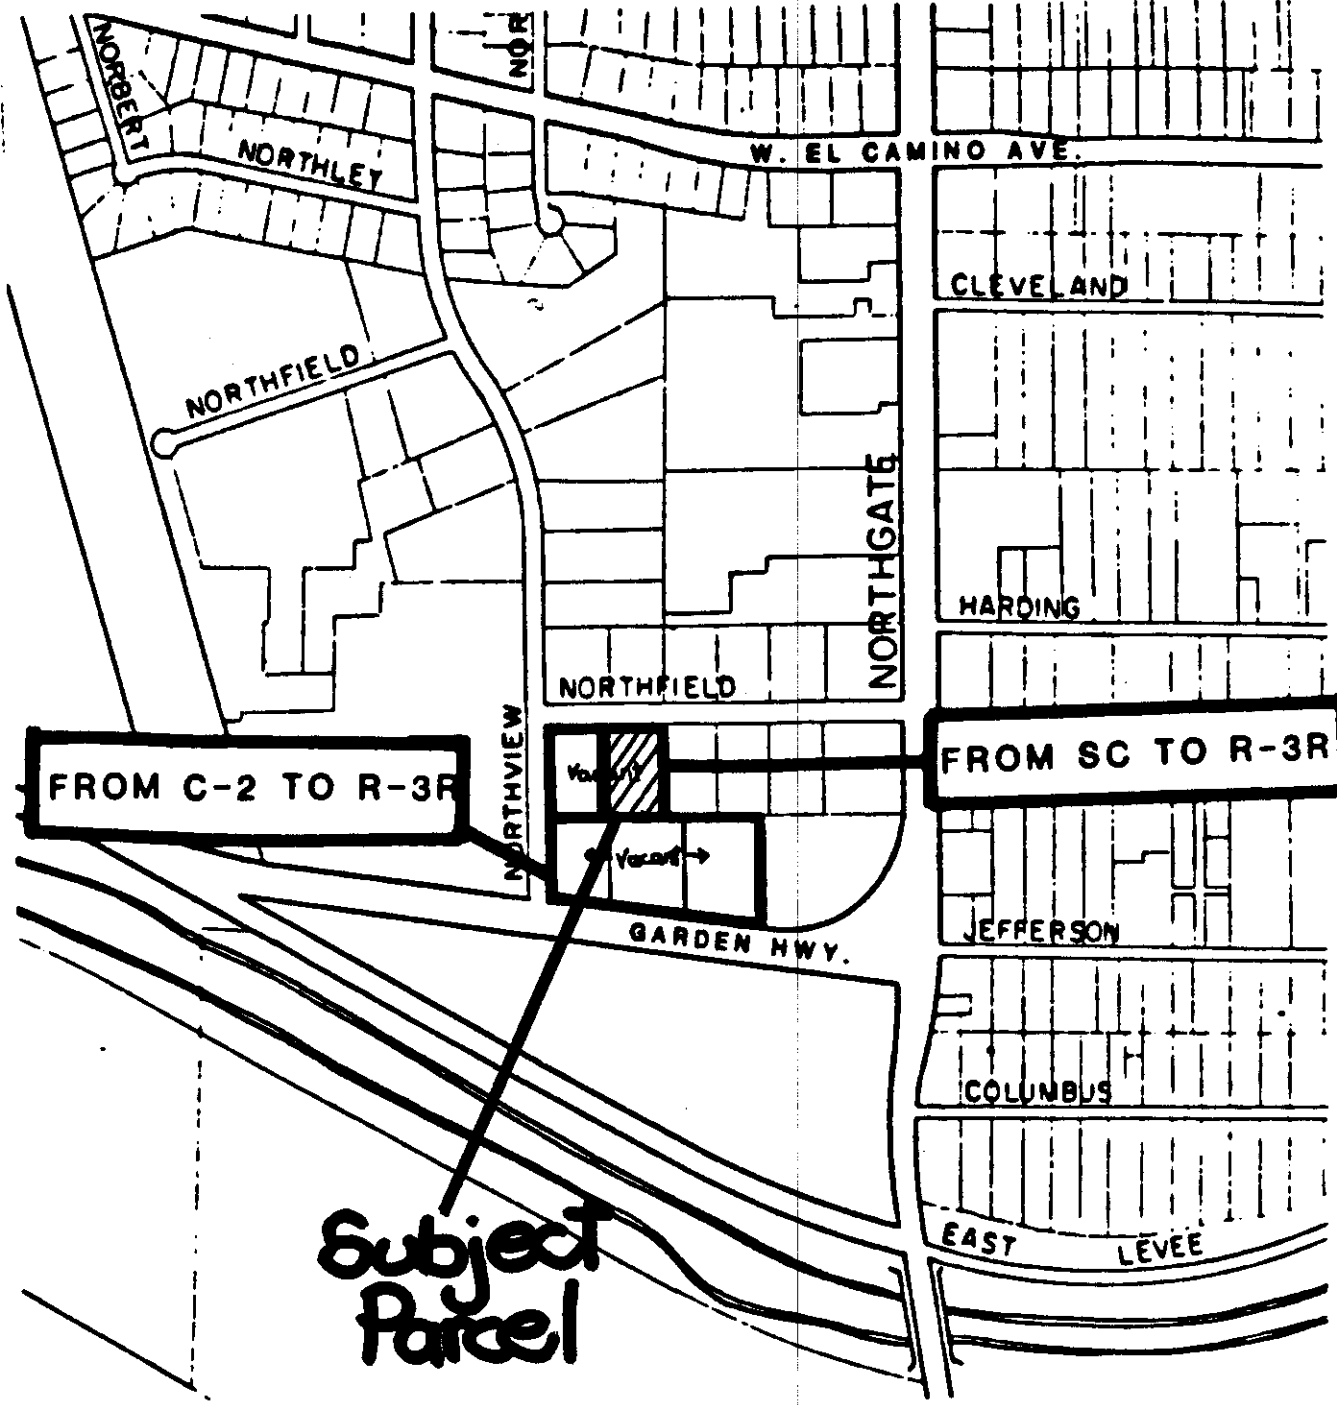 NORBERT
NOR
NORTHLEY
W. EL CAMINO AVE.
CLEVELAND
NORTHFIELD
NORTHGATE
HARDING
NORTHFIELD
NORTHVIEW
FROM SC TO R-3R
FROM C-2 TO R-3R
Vacant
Vacant
GARDEN HWY.
JEFFERSON
COLUMBUS
EAST LEVEE
Subject
Parcel